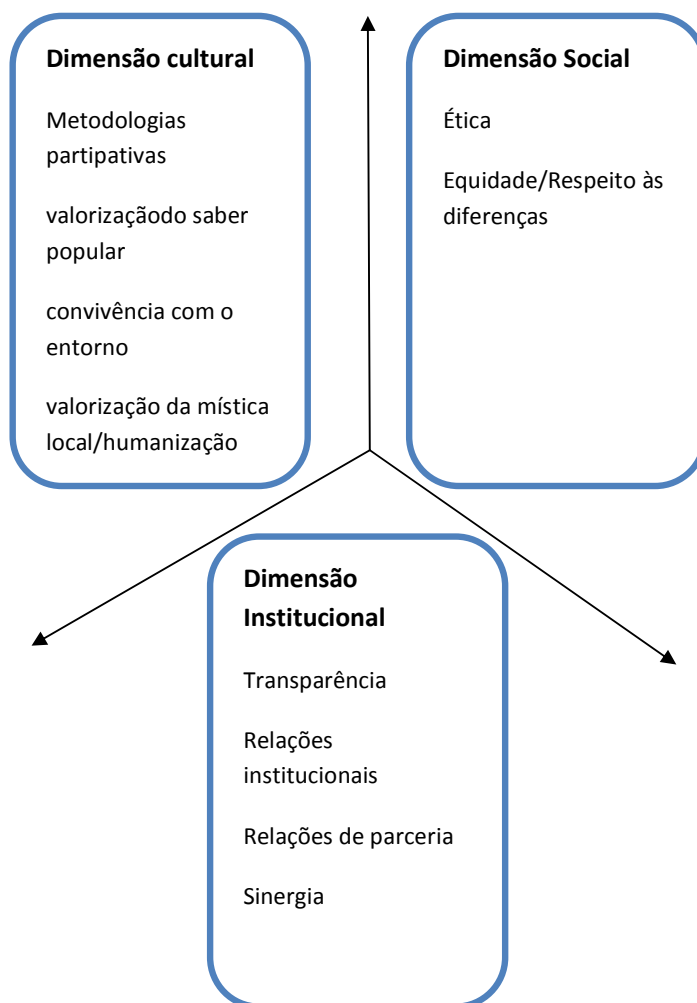 Dimensão cultural
Metodologias
partipativas
valorizaçãodo saber
popular
convivência com o
entorno
valorização da mística
local/humanização
Dimensão Social
Ética
Equidade/Respeito às
diferenças
Dimensão
Institucional
Transparência
Relações
institucionais
Relações de parceria
Sinergia